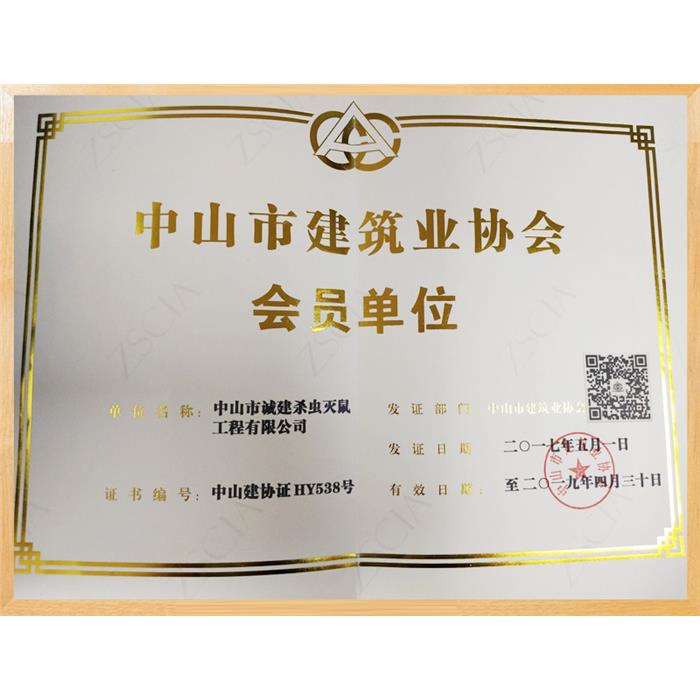 中山市建筑业协会
会员单位
单位名称：中山市诚建杀虫灭鼠
工程有限公司
证书编号：中山建协证HY538号
发证部门：中山市建筑业协会
发证日期 二〇一七年五月一日
有效日期：至二〇一九年四月三十日
ZSCIA